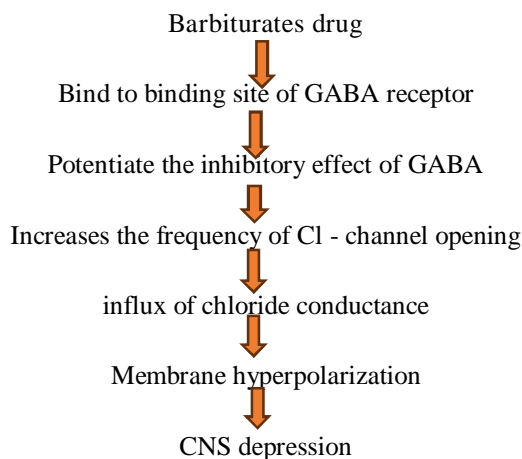 Barbiturates drug
Bind to binding site of GABA receptor
Potentiate the inhibitory effect of GABA
Increases the frequency of Cl - channel opening
influx of chloride conductance
Membrane hyperpolarization
CNS depression